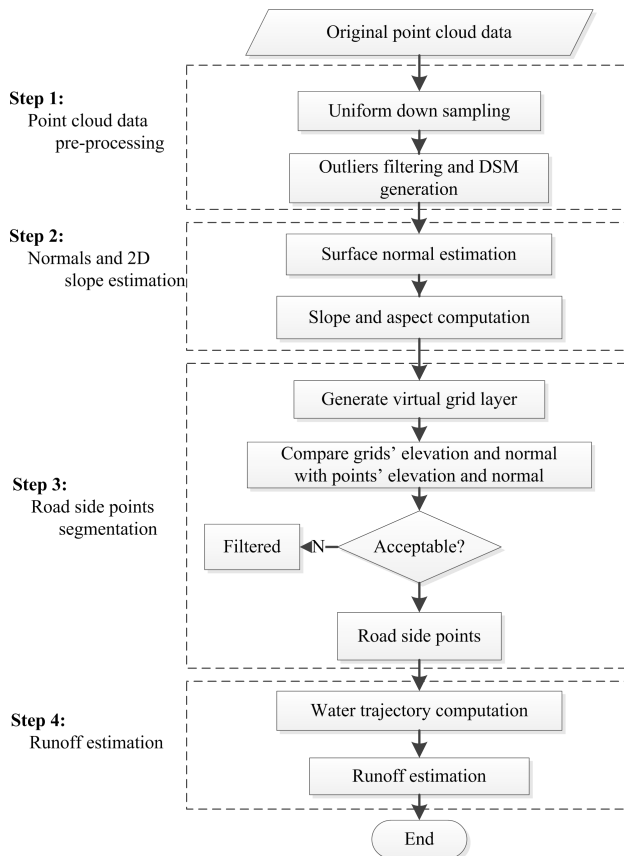 Original point cloud data
Step 1:
Point cloud data
pre-processing
Uniform down sampling
Outliers filtering and DSM
generation
Step 2:
Normals and 2D
slope estimation
Surface normal estimation
Slope and aspect computation
Step 3:
Road side points
segmentation
Generate virtual grid layer
Compare grids' elevation and normal
with points' elevation and normal
Filtered
N
Acceptable?
Road side points
Step 4:
Runoff estimation
Water trajectory computation
Runoff estimation
End